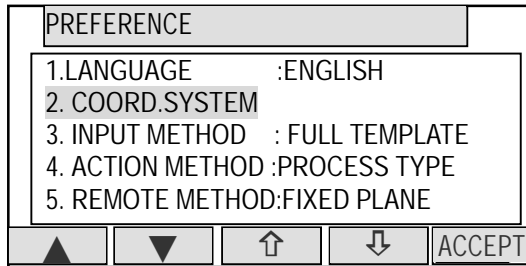 PREFERENCE
1.LANGUAGE :ENGLISH
2. COORD.SYSTEM
3. INPUT METHOD : FULL TEMPLATE
4. ACTION METHOD :PROCESS TYPE
5. REMOTE METHOD:FIXED PLANE
ACCEPT